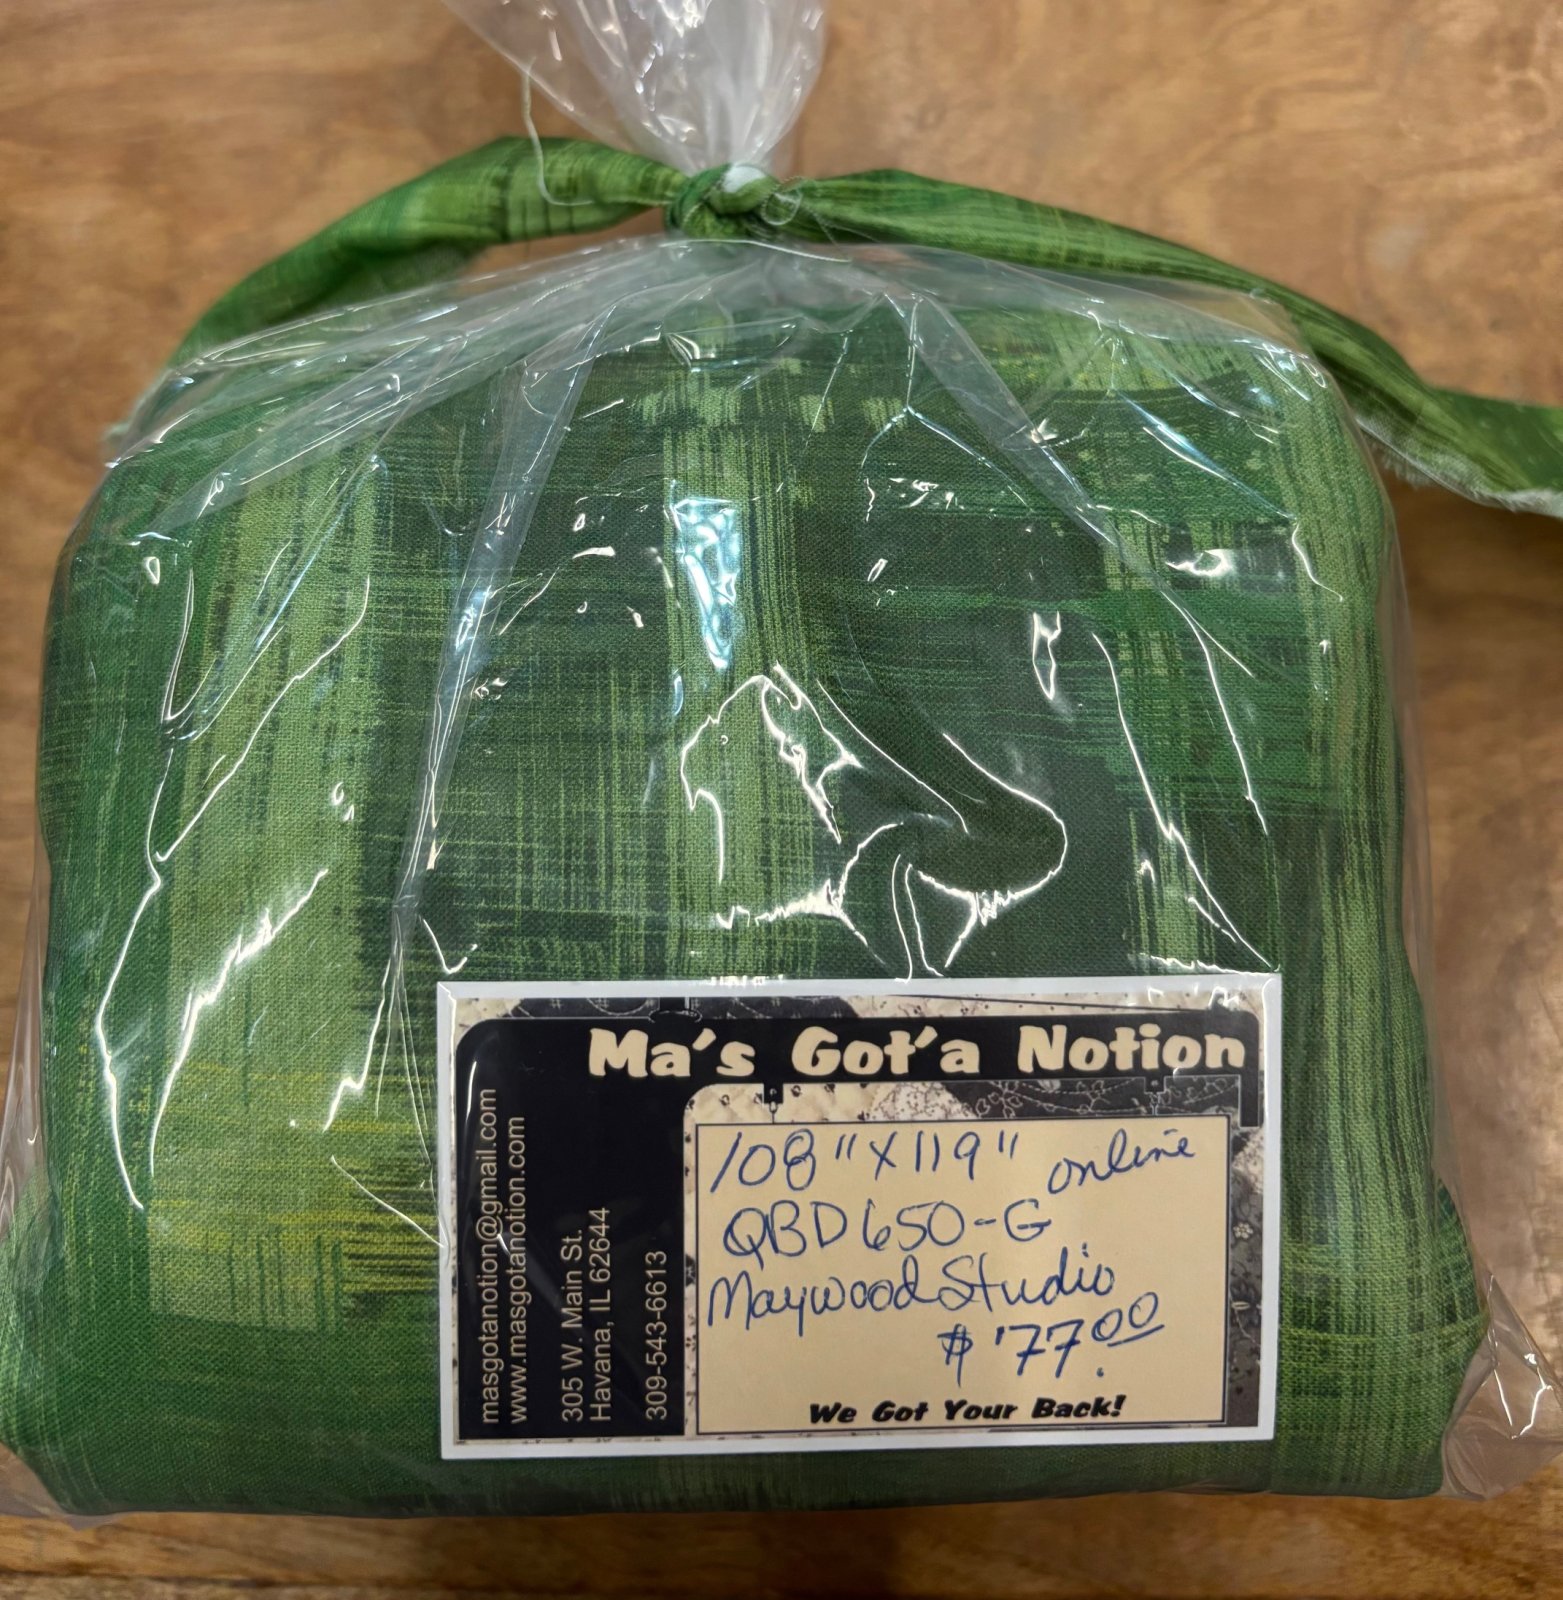 Ma's Got'a Notion
masgotanotion@gmail.com
www.masgotanotion.com
305 W. Main St.
Havana, IL 62644
309-543-6613
108" X 119" online
QBD650-G
Maywood Studio
$77.00
We Got Your Back!